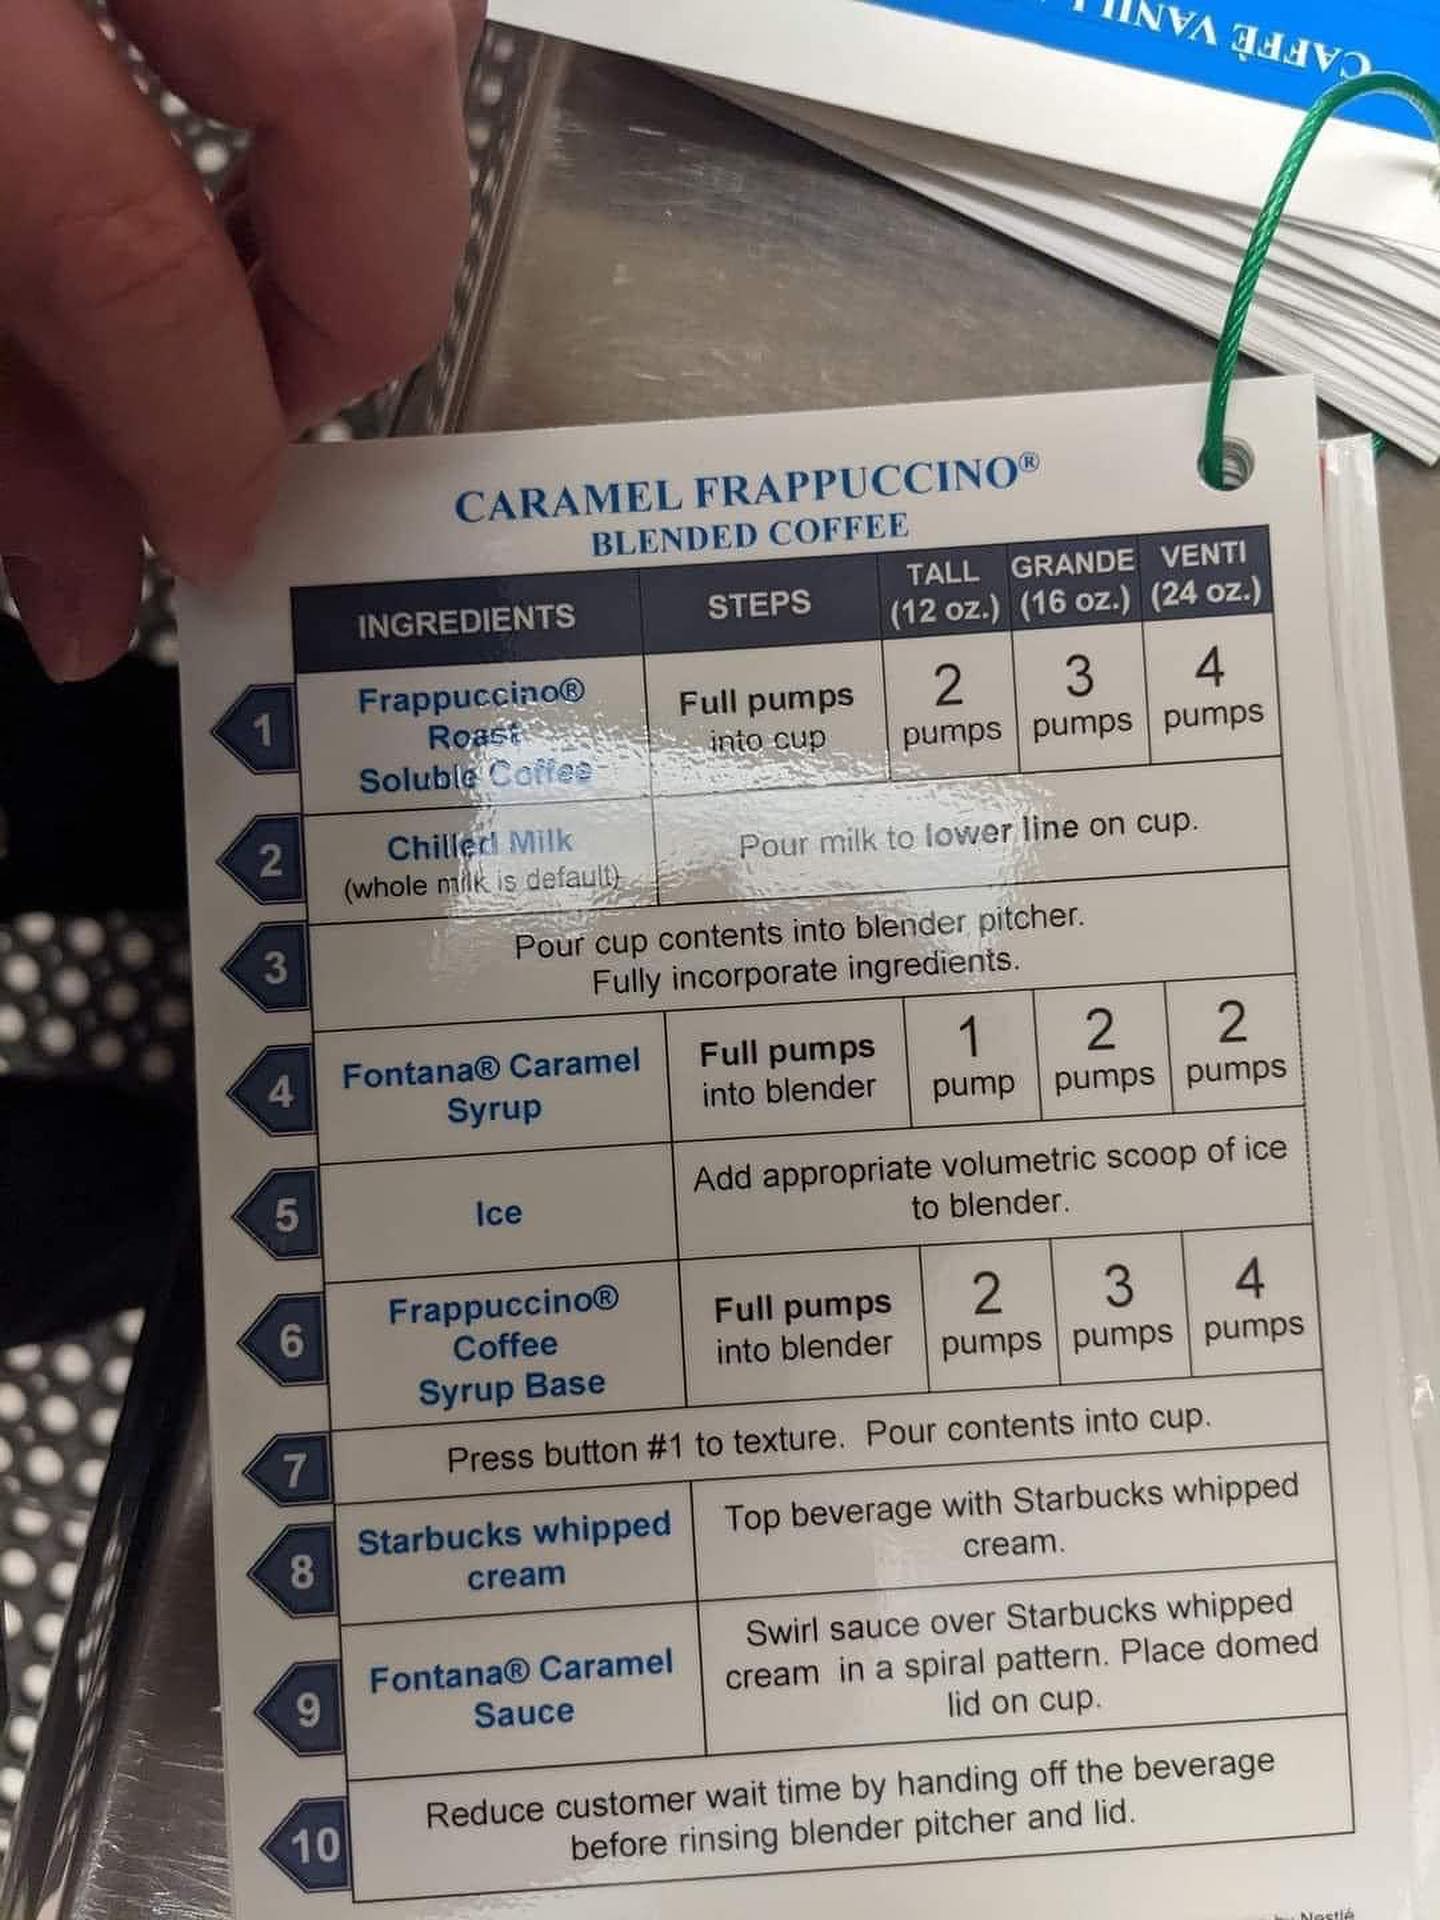 CAFFÈ VANILL
CARAMEL FRAPPUCCINO®
BLENDED COFFEE
INGREDIENTS STEPS TALL (12 oz.) GRANDE (16 oz.) VENTI (24 oz.)
1 Frappuccino® Roast Soluble Coffee Full pumps into cup 2 pumps 3 pumps 4 pumps
2 Chilled Milk (whole milk is default) Pour milk to lower line on cup.
3 Pour cup contents into blender pitcher.
Fully incorporate ingredients.
4 Fontana® Caramel Syrup Full pumps into blender 1 pump 2 pumps 2 pumps
5 Ice Add appropriate volumetric scoop of ice to blender.
6 Frappuccino® Coffee Syrup Base Full pumps into blender 2 pumps 3 pumps 4 pumps
7 Press button #1 to texture. Pour contents into cup.
8 Starbucks whipped cream Top beverage with Starbucks whipped cream.
9 Fontana® Caramel Sauce Swirl sauce over Starbucks whipped cream in a spiral pattern. Place domed lid on cup.
10 Reduce customer wait time by handing off the beverage
before rinsing blender pitcher and lid.
Nestlé